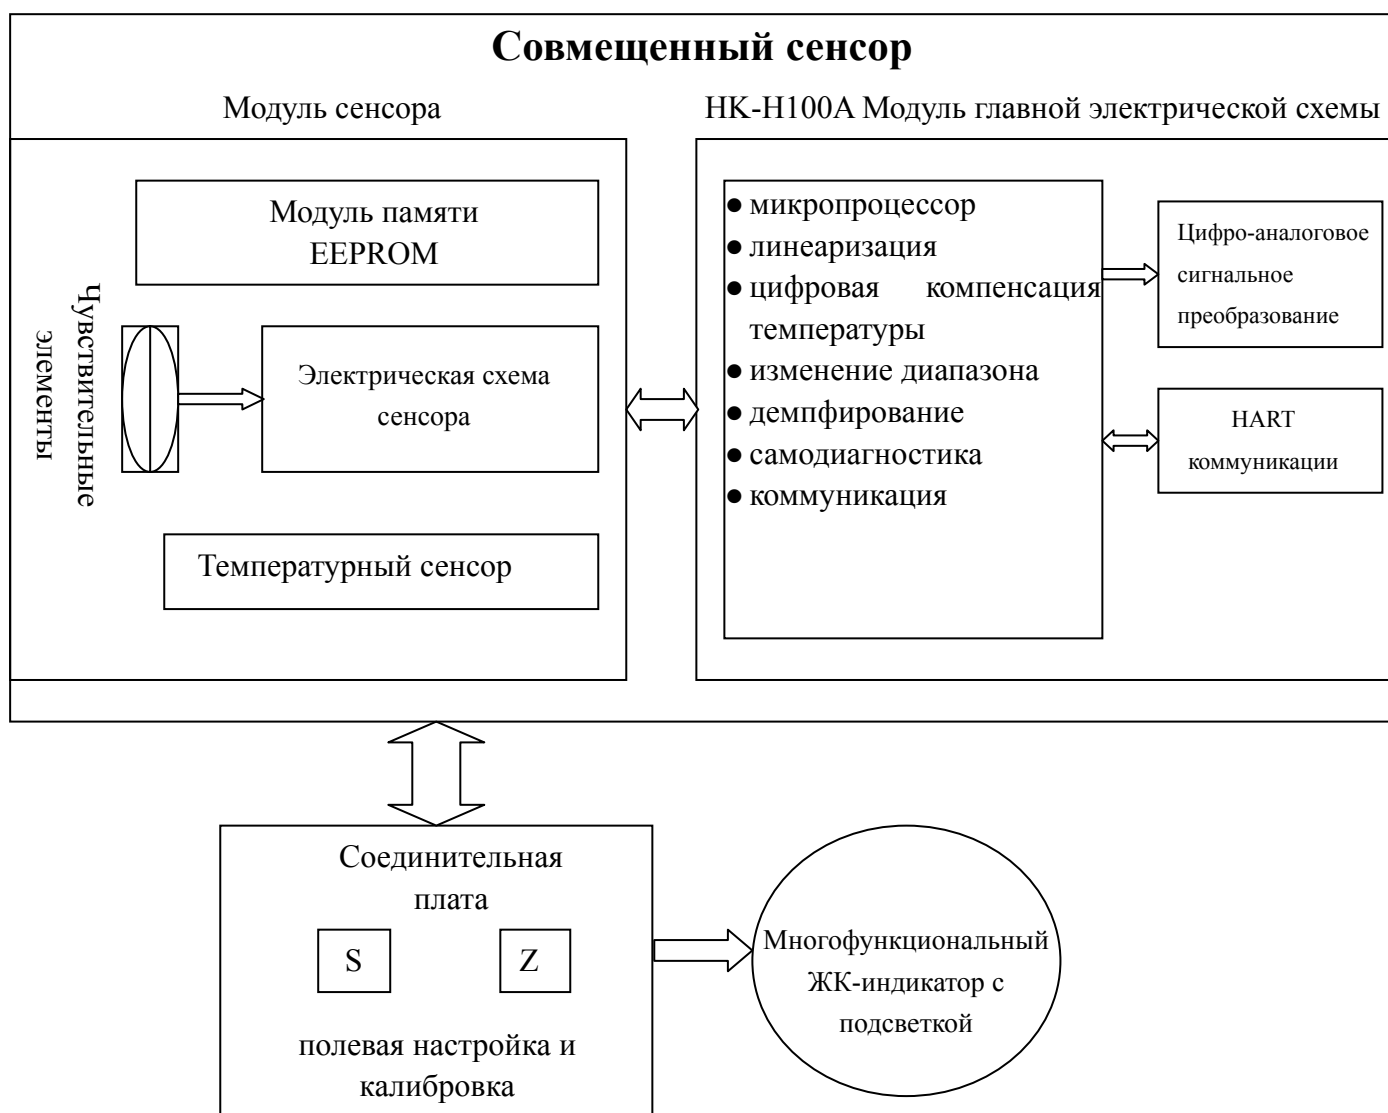 Совмещенный сенсор
Модуль сенсора
НК-Н100А Модуль главной электрической схемы
Модуль памяти
EEPROM
Чувствительные
элементы
Электрическая схема
сенсора
Температурный сенсор
● микропроцессор
● линеаризация
● цифровая компенсация
температуры
● изменение диапазона
● демпфирование
● самодиагностика
● коммуникация
Цифро-аналоговое
сигнальное
преобразование
HART
коммуникации
Соединительная
плата
S
Z
полевая настройка и
калибровка
Многофункциональный
ЖК-индикатор с
подсветкой